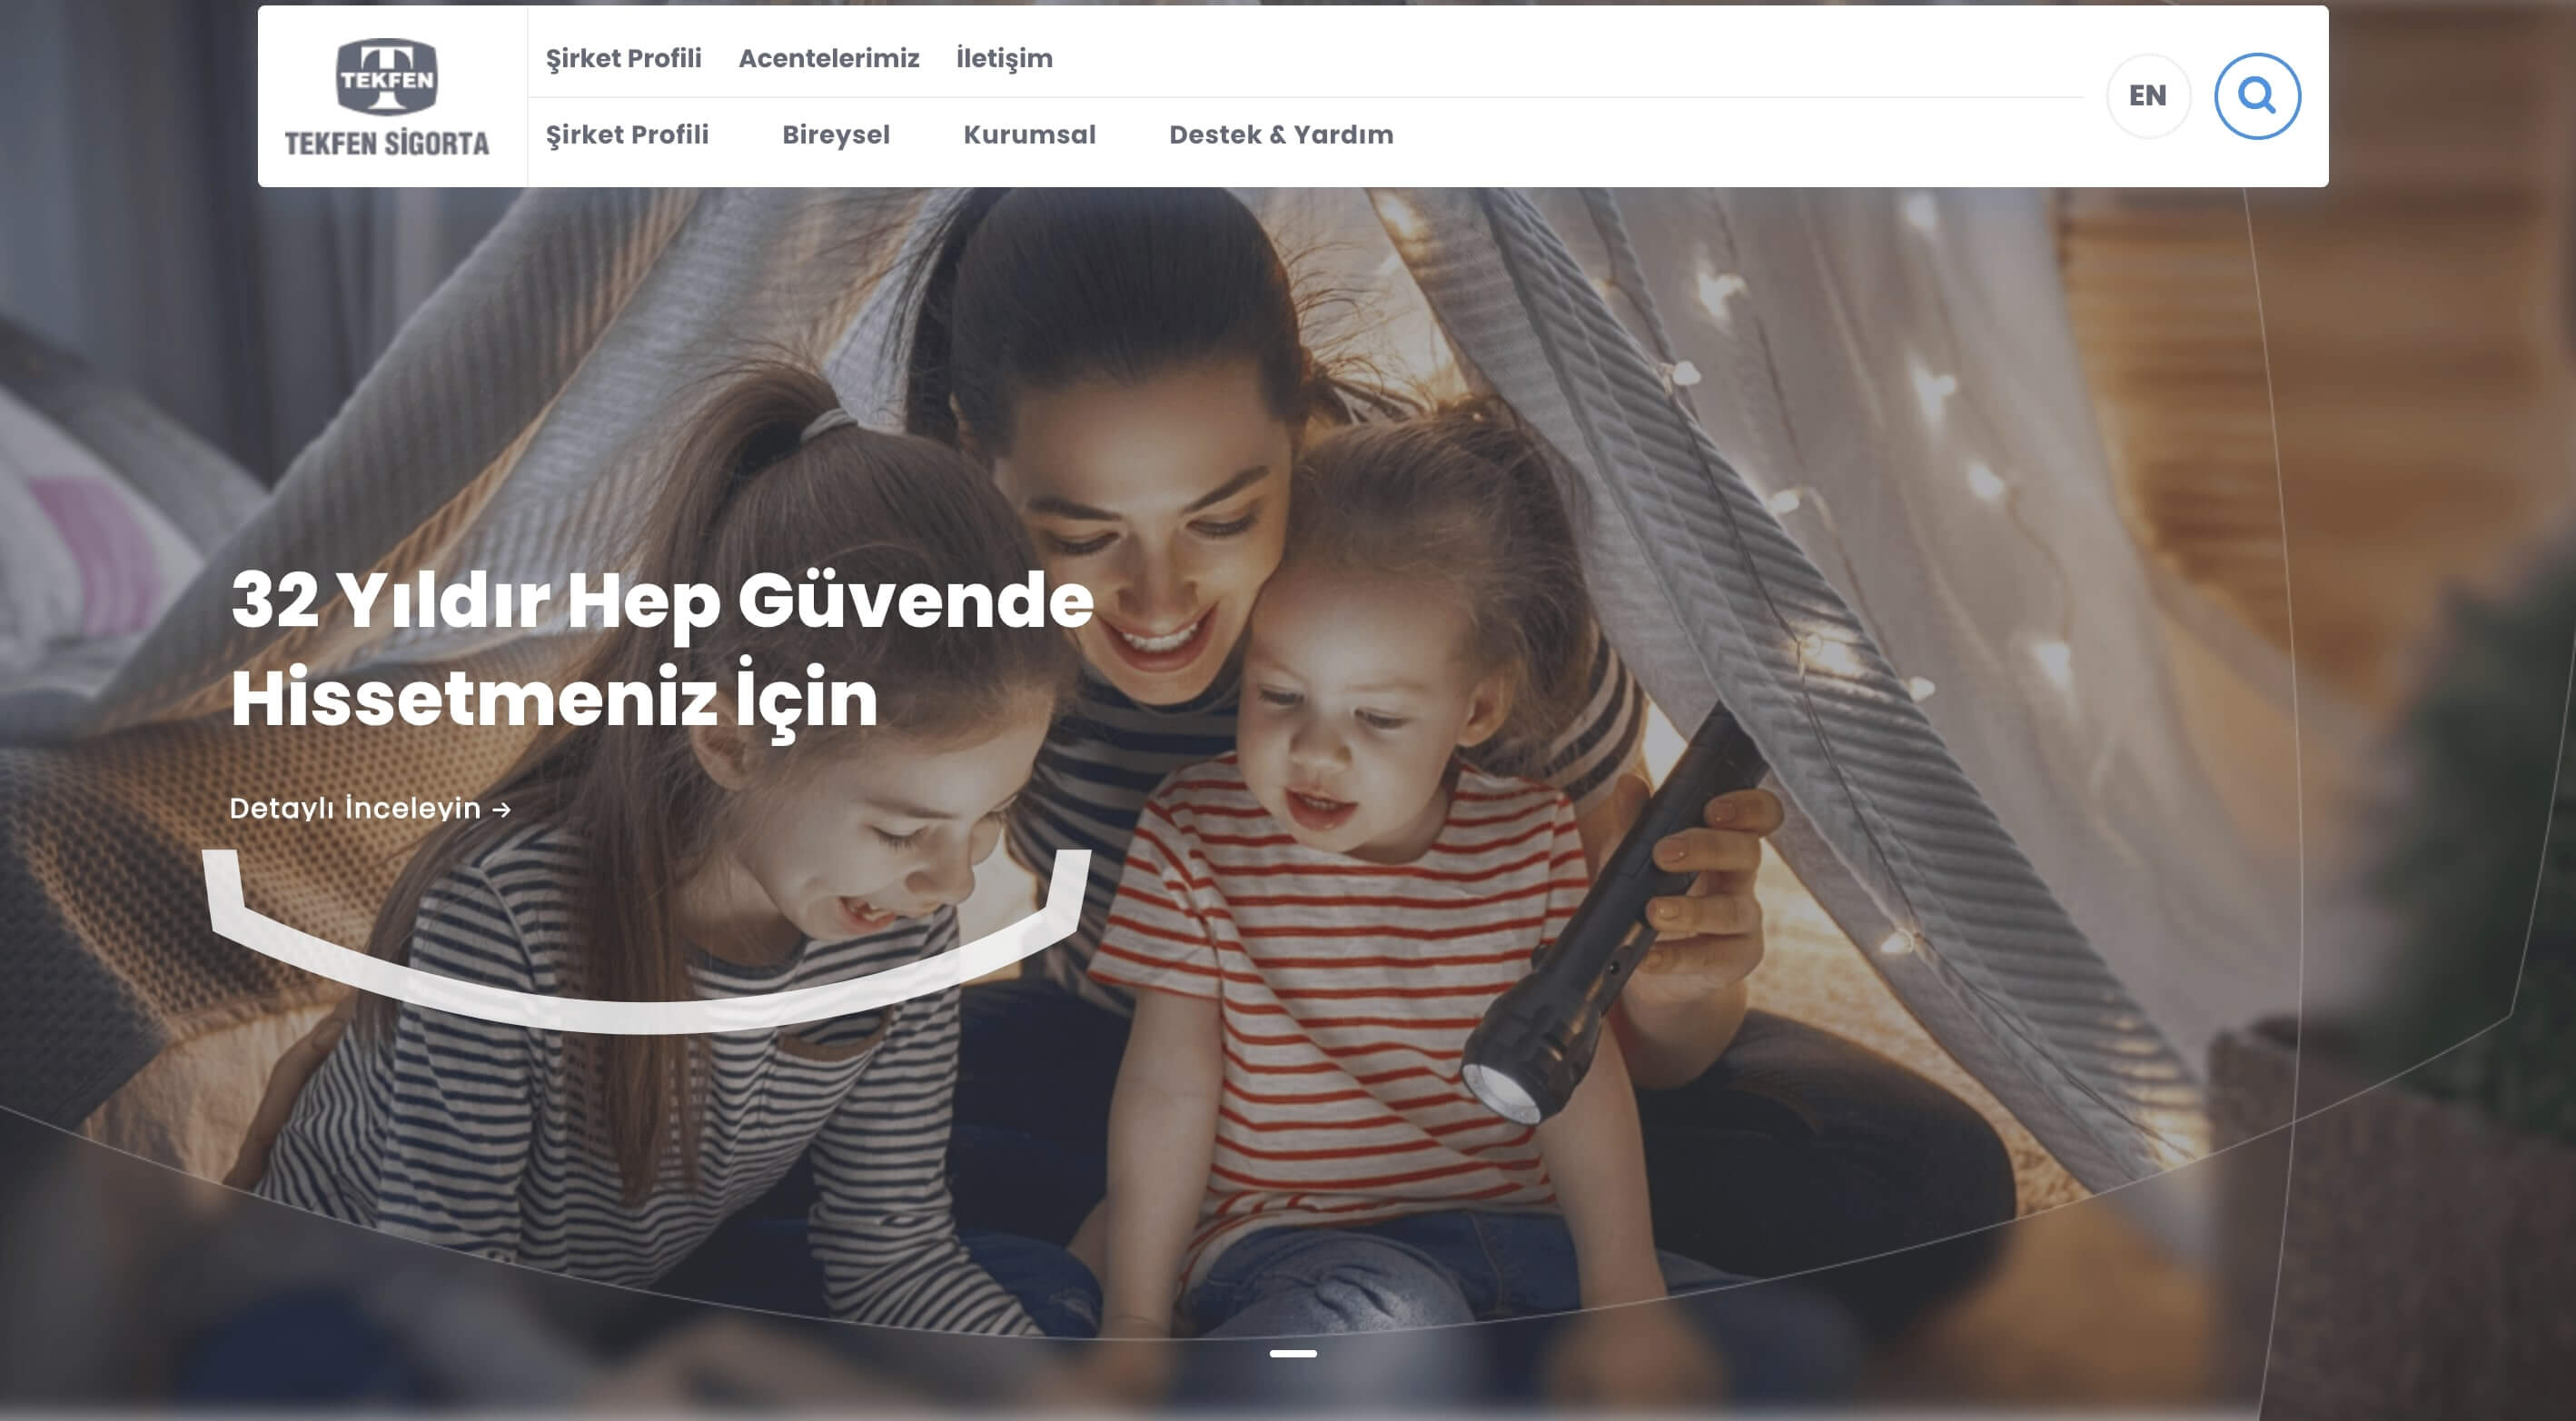 TEKFEN
TEKFEN SİGORTA
Şirket Profili Acentelerimiz İletişim
Şirket Profili Bireysel Kurumsal Destek & Yardım
EN
32 Yıldır Hep Güvende
Hissetmeniz İçin
Detaylı İnceleyin →